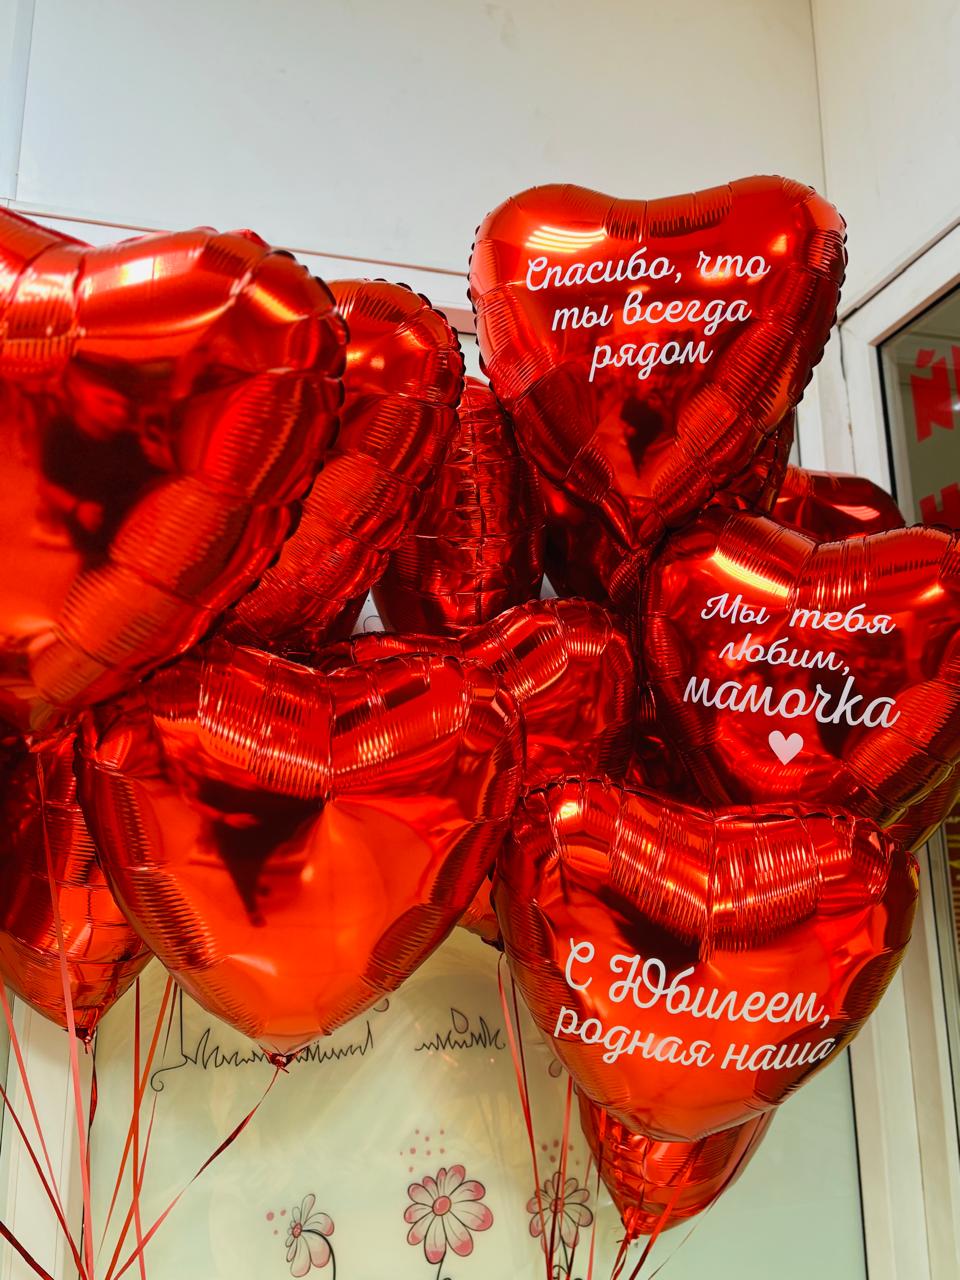 Спасибо, что
ты всегда
рядом
Мы тебя
любим,
мамочка
С Юбилеем,
родная наша